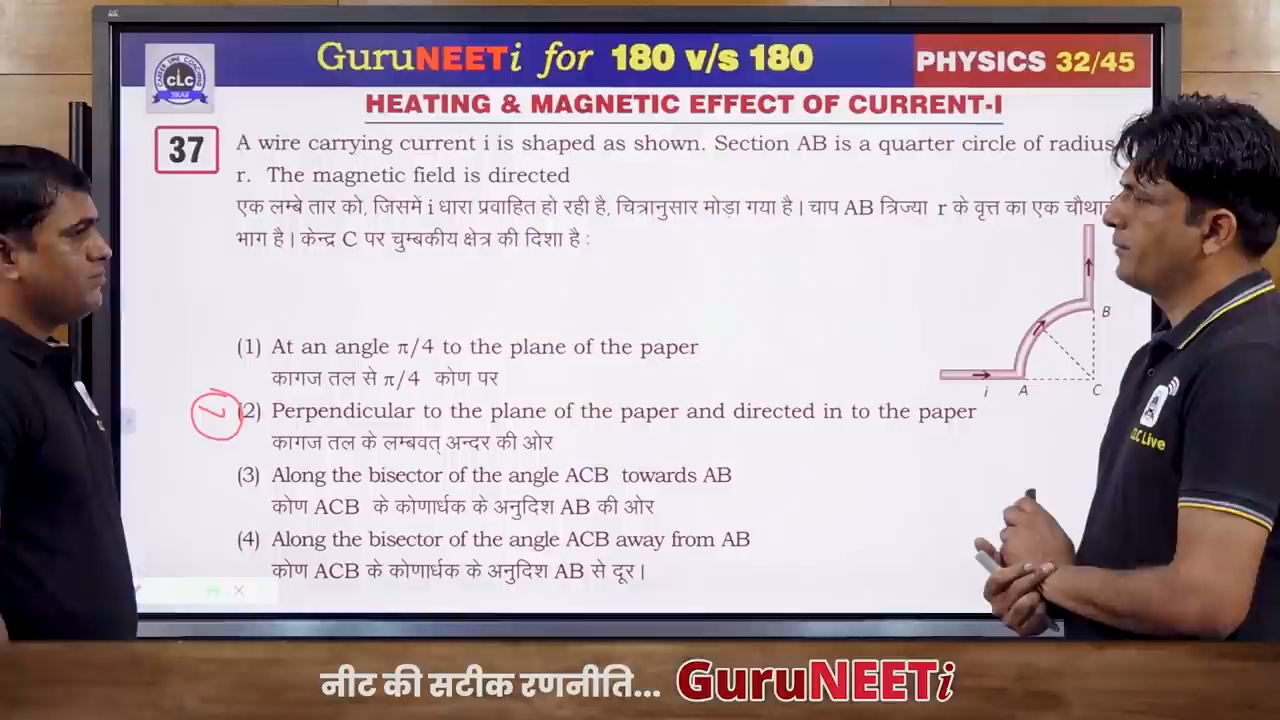 GuruNEETi for 180 v/s 180
PHYSICS 32/45
CLC
SIKAR
HEATING & MAGNETIC EFFECT OF CURRENT-I
37
A wire carrying current i is shaped as shown. Section AB is a quarter circle of radius
r. The magnetic field is directed
एक लम्बे तार को, जिसमें i धारा प्रवाहित हो रही है, चित्रानुसार मोड़ा गया है। चाप AB त्रिज्या r के वृत्त का एक
भाग है। केन्द्र C पर चुम्बकीय क्षेत्र की दिशा है :
B
i A C
(1) At an angle π/4 to the plane of the paper
कागज तल से π/4 कोण पर
(2) Perpendicular to the plane of the paper and directed in to the paper
कागज तल के लम्बवत् अन्दर की ओर
(3) Along the bisector of the angle ACB towards AB
कोण ACB के कोणार्धक के अनुदिश AB की ओर
(4) Along the bisector of the angle ACB away from AB
कोण ACB के कोणार्धक के अनुदिश AB से दूर।
CLC Live
नीट की सटीक रणनीति... GuruNEETi